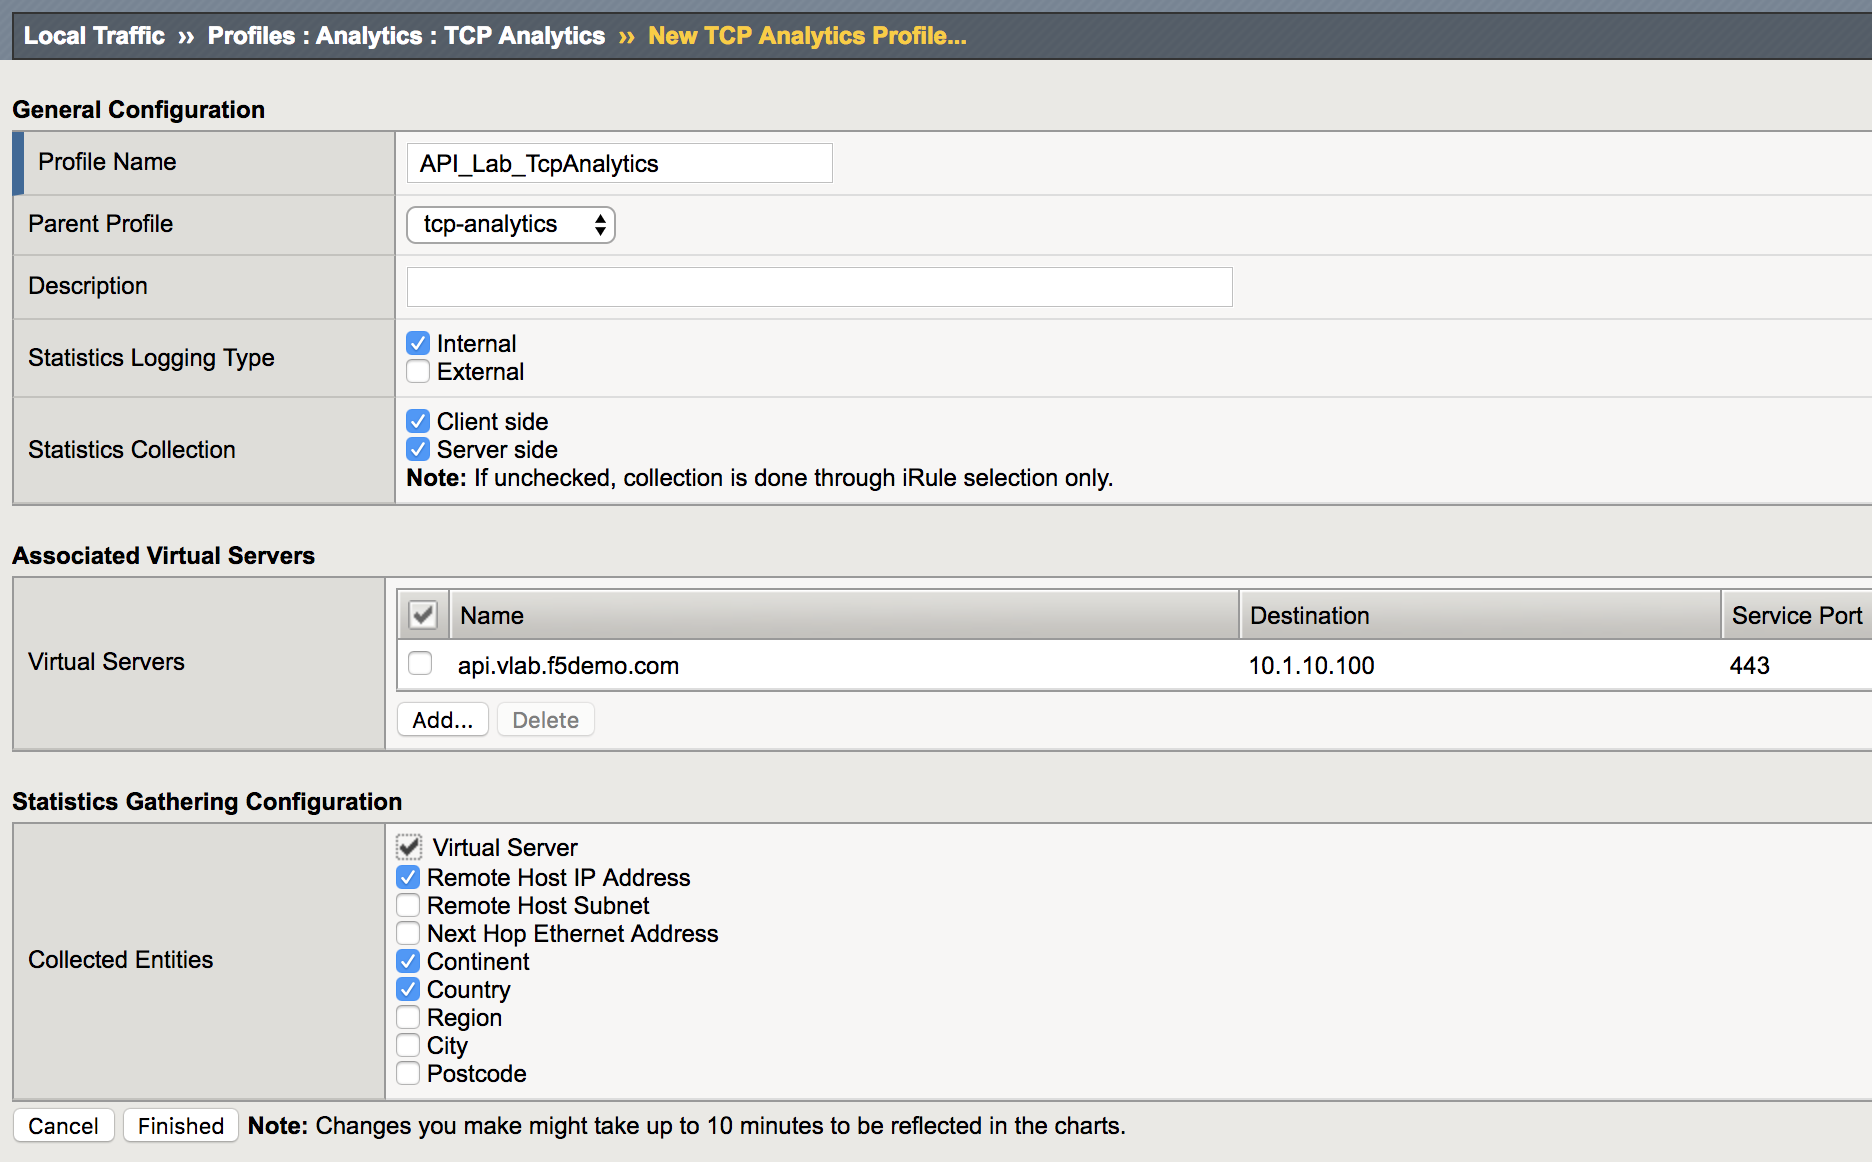 Local Traffic ›› Profiles : Analytics : TCP Analytics ›› New TCP Analytics Profile...
General Configuration
Profile Name API_Lab_TcpAnalytics
Parent Profile tcp-analytics
Description
Statistics Logging Type
Internal
External
Statistics Collection
Client side
Server side
Note: If unchecked, collection is done through iRule selection only.
Associated Virtual Servers
Virtual Servers
Name Destination Service Port
api.vlab.f5demo.com 10.1.10.100 443
Add... Delete
Statistics Gathering Configuration
Collected Entities
Virtual Server
Remote Host IP Address
Remote Host Subnet
Next Hop Ethernet Address
Continent
Country
Region
City
Postcode
Cancel Finished Note: Changes you make might take up to 10 minutes to be reflected in the charts.